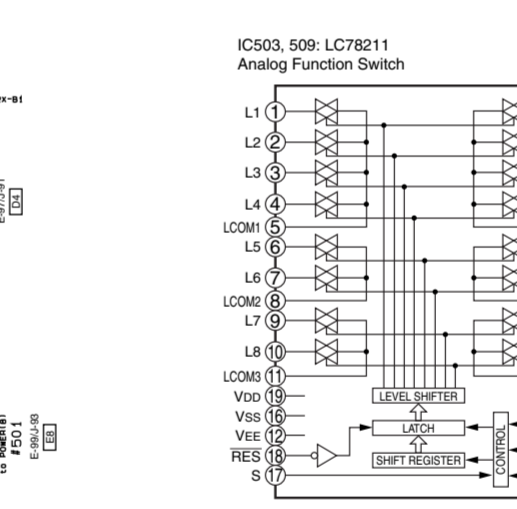 IC503, 509: LC78211
Analog Function Switch
L1 1
L2 2
L3 3
L4 4
LCOM1 5
L5 6
L6 7
LCOM2 8
L7 9
L8 10
LCOM3 11
VDD 19
VSS 16
VEE 12
RES 18
S 17
LEVEL SHIFTER
LATCH
SHIFT REGISTER
CONTROL
D4
to POWER(B)
#501
E-99/J-93
E8